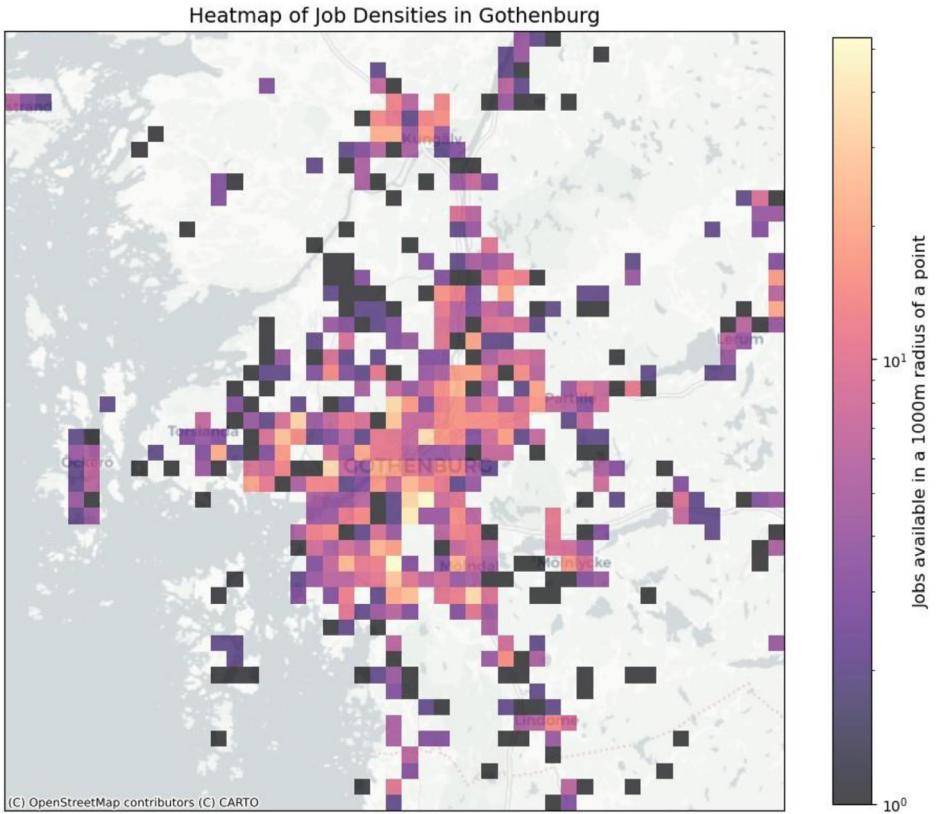 Heatmap of Job Densities in Gothenburg
Kungälv
Lerum
Partille
Torslanda
Öckerö
GOTHENBURG
Mölndal
Mölnlycke
Lindome
(C) OpenStreetMap contributors (C) CARTO
10¹
10⁰
Jobs available in a 1000m radius of a point